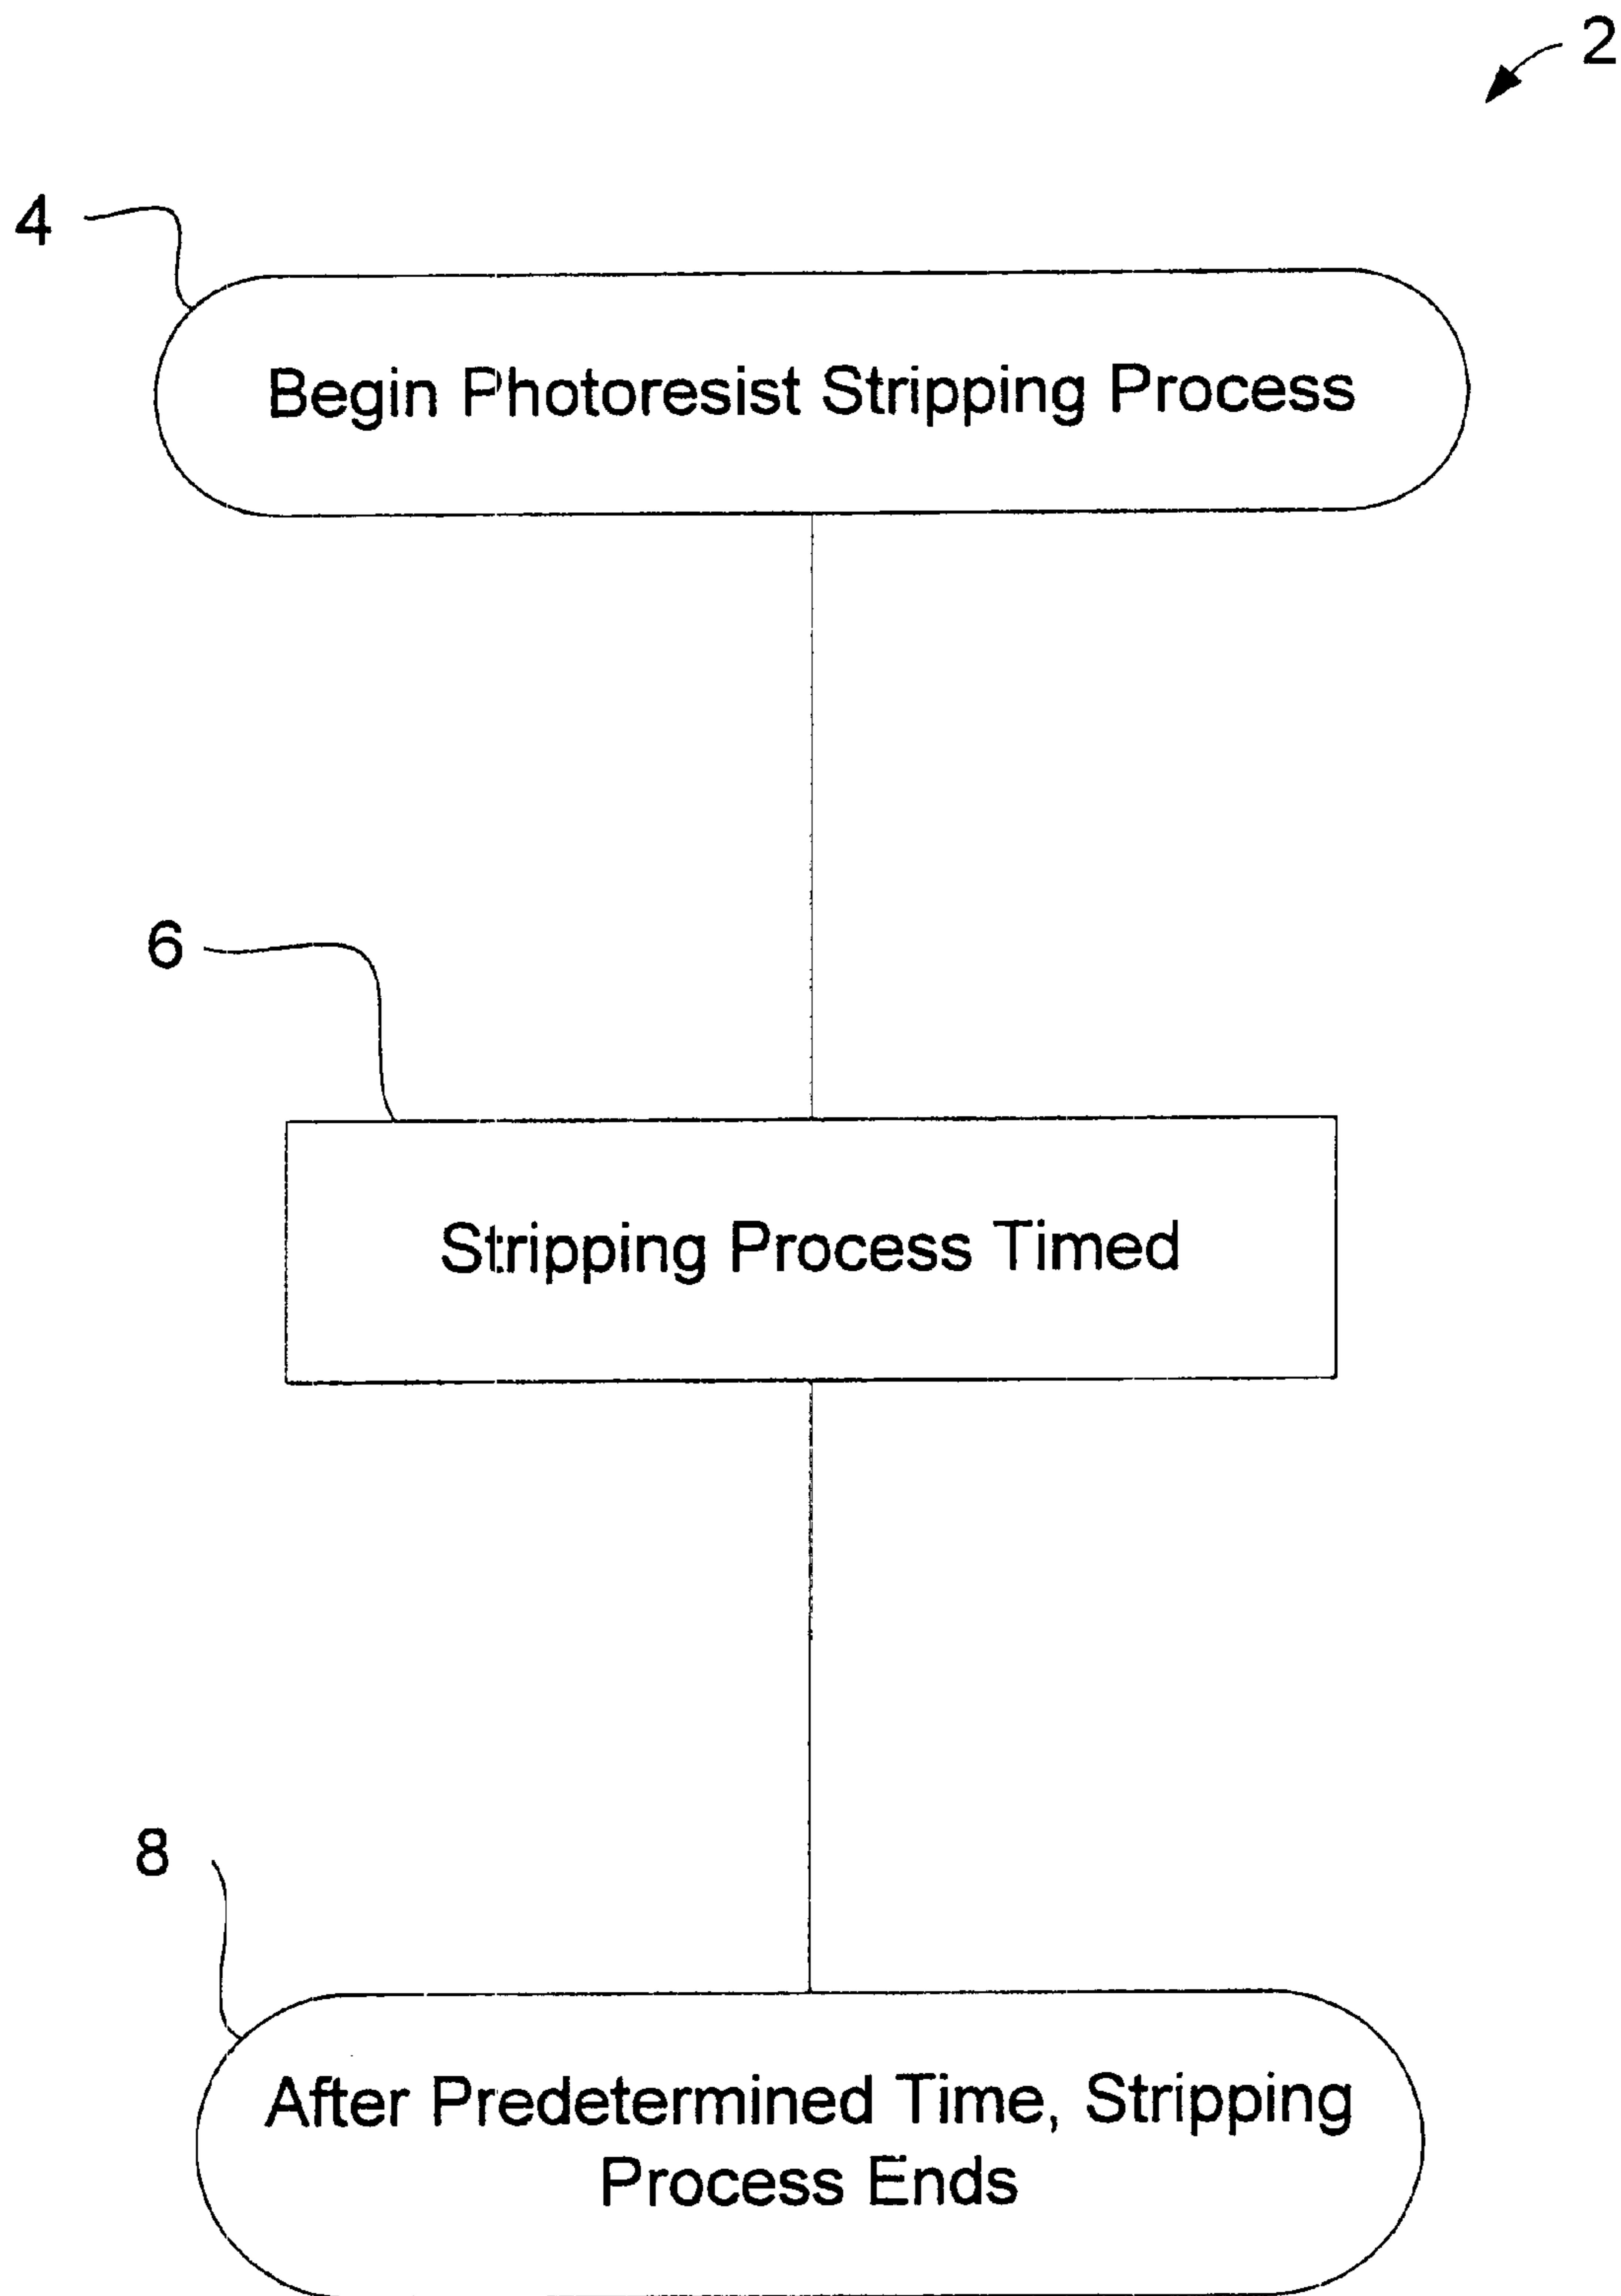 2
4
Begin Photoresist Stripping Process
6
Stripping Process Timed
8
After Predetermined Time, Stripping
Process Ends